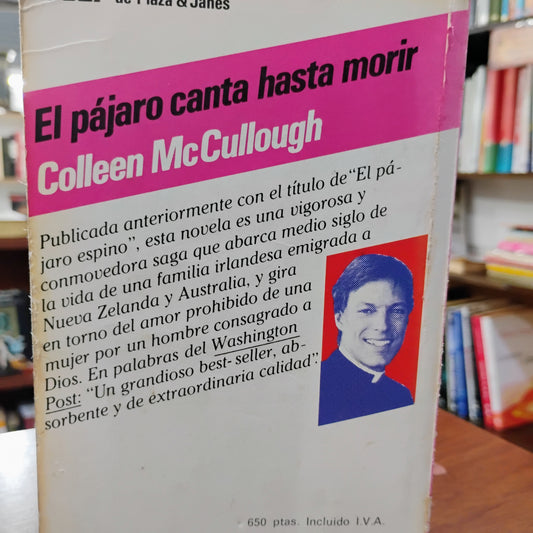 de Plaza & Janés
El pájaro canta hasta morir
Colleen McCullough
Publicada anteriormente con el título de "El pá-
jaro espino", esta novela es una vigorosa y
conmovedora saga que abarca medio siglo de
la vida de una familia irlandesa emigrada a
Nueva Zelanda y Australia, y gira
en torno del amor prohibido de una
mujer por un hombre consagrado a
Dios. En palabras del Washington
Post: "Un grandioso best-seller, ab-
sorbente y de extraordinaria calidad".
650 ptas. Incluido I.V.A.